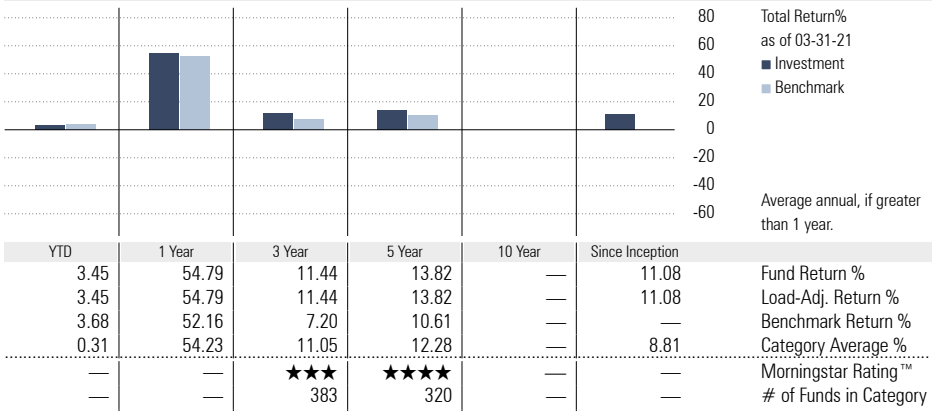 80
60
40
20
0
-20
-40
-60
Total Return%
as of 03-31-21
■ Investment
■ Benchmark
Average annual, if greater
than 1 year.
YTD 1 Year 3 Year 5 Year 10 Year Since Inception
3.45 54.79 11.44 13.82 — 11.08 Fund Return %
3.45 54.79 11.44 13.82 — 11.08 Load-Adj. Return %
3.68 52.16 7.20 10.61 — — Benchmark Return %
0.31 54.23 11.05 12.28 — 8.81 Category Average %
— — ★★★ ★★★★ — — Morningstar Rating™
— — 383 320 — — # of Funds in Category